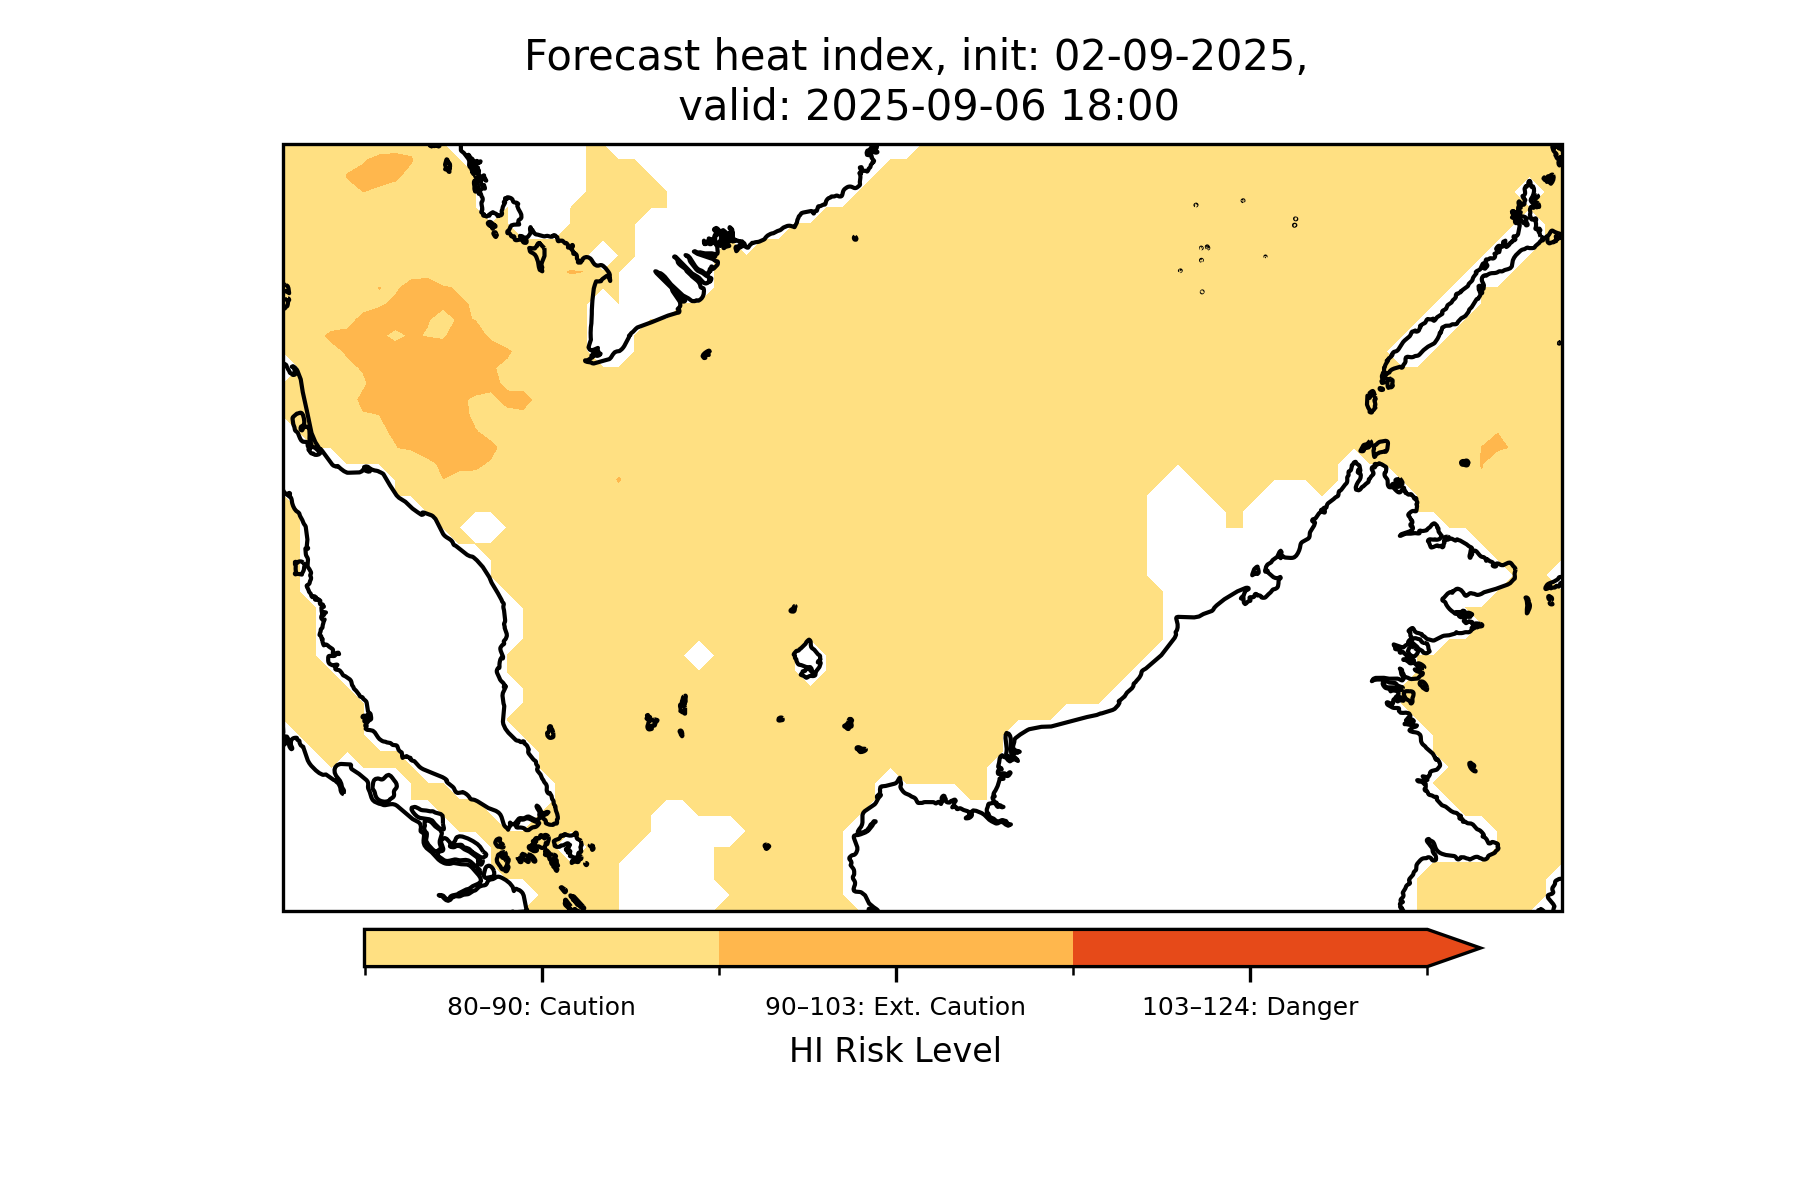 Forecast heat index, init: 02-09-2025,
valid: 2025-09-06 18:00
80–90: Caution
90–103: Ext. Caution
103–124: Danger
HI Risk Level